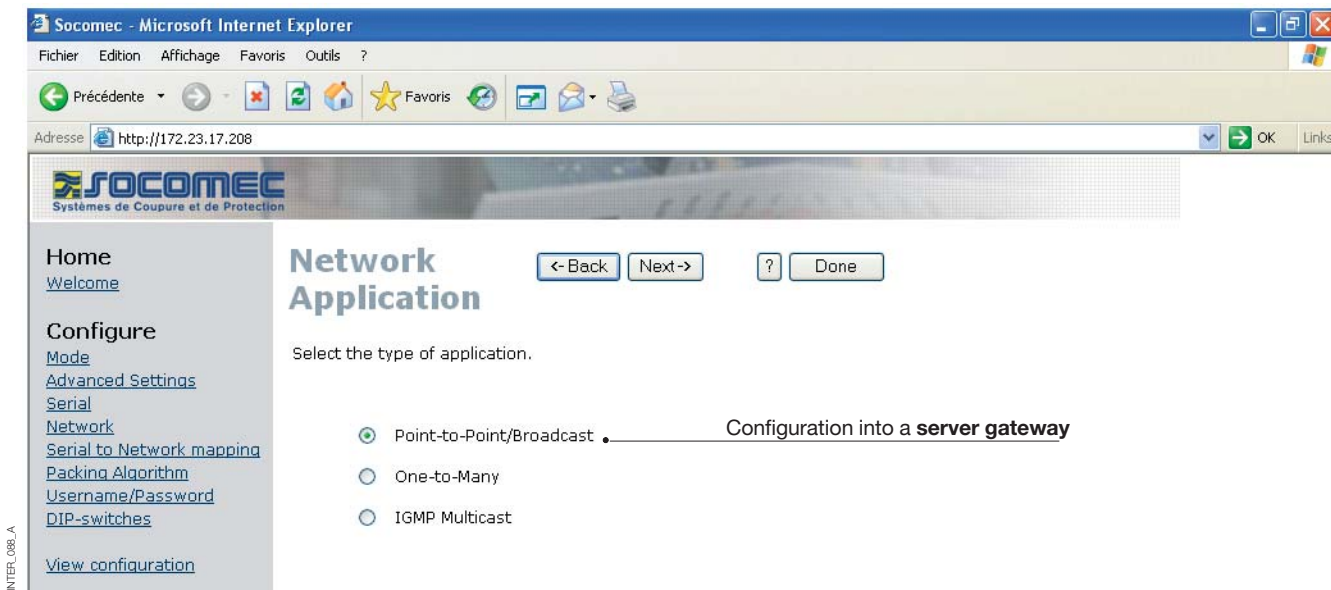 Socomec - Microsoft Internet Explorer
Fichier Edition Affichage Favoris Outils ?
Précédente Favoris
Adresse http://172.23.17.208 OK Links
SOCOMEC
Systèmes de Coupure et de Protection
Home
Welcome
Configure
Mode
Advanced Settings
Serial
Network
Serial to Network mapping
Packing Algorithm
Username/Password
DIP-switches
View configuration
Network <-Back Next-> ? Done
Application
Select the type of application.
Point-to-Point/Broadcast Configuration into a server gateway
One-to-Many
IGMP Multicast
INTER_088_A